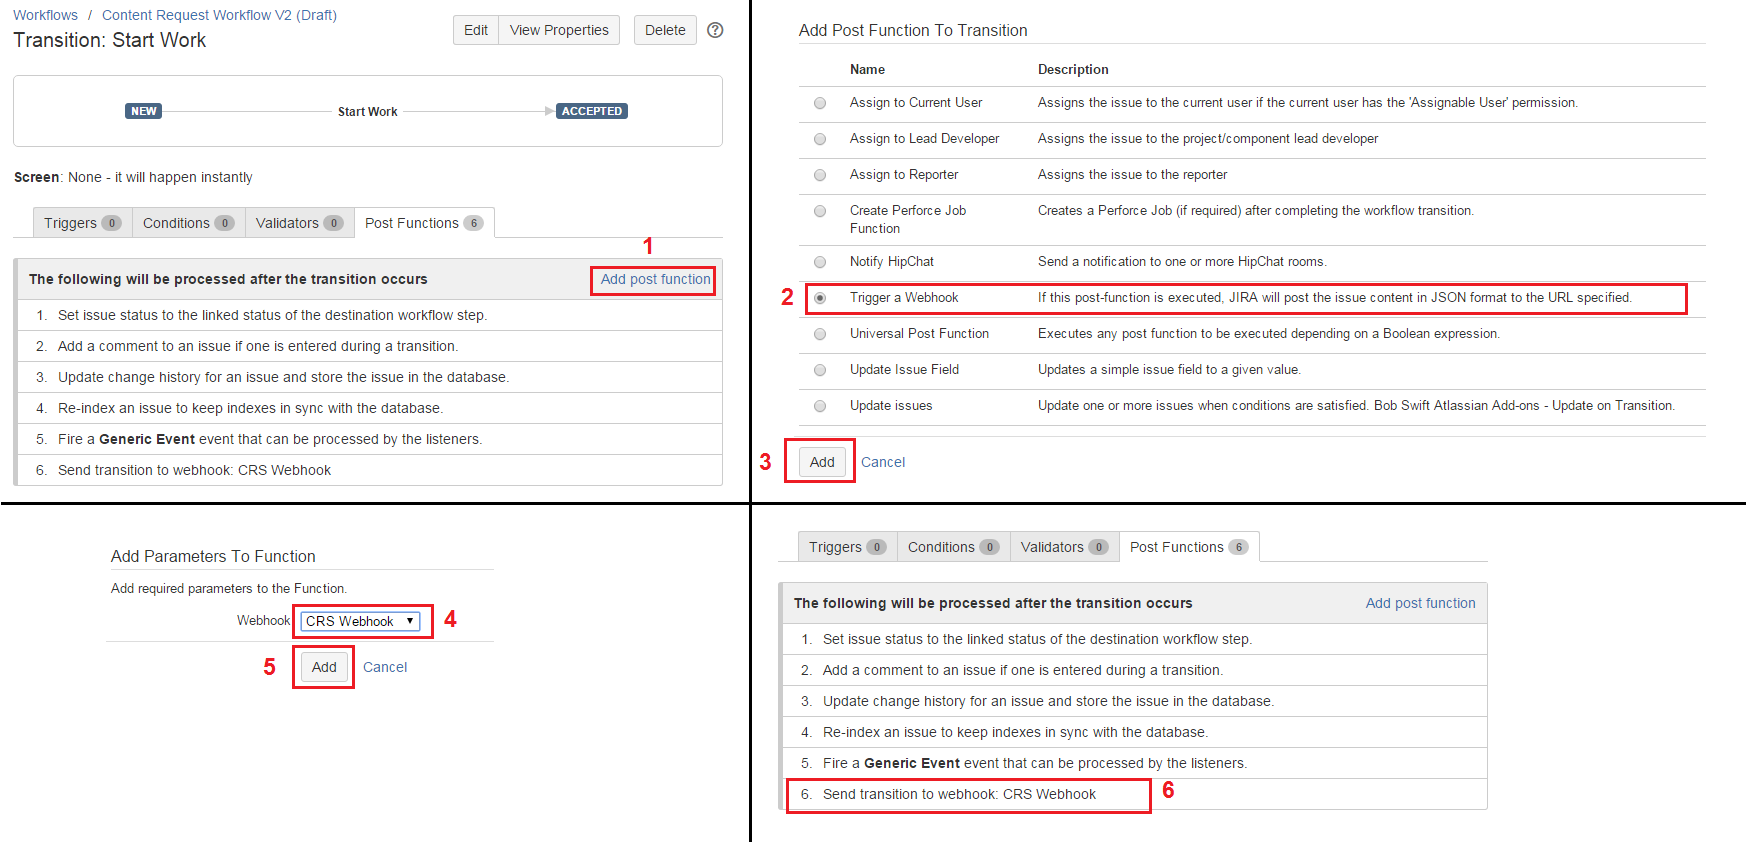 Workflows / Content Request Workflow V2 (Draft)
Transition: Start Work
Edit View Properties Delete ?
NEW Start Work ACCEPTED
Screen: None - it will happen instantly
Triggers 0 Conditions 0 Validators 0 Post Functions 6
1
The following will be processed after the transition occurs Add post function
1. Set issue status to the linked status of the destination workflow step.
2. Add a comment to an issue if one is entered during a transition.
3. Update change history for an issue and store the issue in the database.
4. Re-index an issue to keep indexes in sync with the database.
5. Fire a Generic Event event that can be processed by the listeners.
6. Send transition to webhook: CRS Webhook
Add Post Function To Transition
Name Description
Assign to Current User Assigns the issue to the current user if the current user has the 'Assignable User' permission.
Assign to Lead Developer Assigns the issue to the project/component lead developer
Assign to Reporter Assigns the issue to the reporter
Create Perforce Job Creates a Perforce Job (if required) after completing the workflow transition.
Function
Notify HipChat Send a notification to one or more HipChat rooms.
2 Trigger a Webhook If this post-function is executed, JIRA will post the issue content in JSON format to the URL specified.
Universal Post Function Executes any post function to be executed depending on a Boolean expression.
Update Issue Field Updates a simple issue field to a given value.
Update issues Update one or more issues when conditions are satisfied. Bob Swift Atlassian Add-ons - Update on Transition.
3 Add Cancel
Add Parameters To Function
Add required parameters to the Function.
Webhook CRS Webhook 4
5 Add Cancel
Triggers 0 Conditions 0 Validators 0 Post Functions 6
The following will be processed after the transition occurs Add post function
1. Set issue status to the linked status of the destination workflow step.
2. Add a comment to an issue if one is entered during a transition.
3. Update change history for an issue and store the issue in the database.
4. Re-index an issue to keep indexes in sync with the database.
5. Fire a Generic Event event that can be processed by the listeners.
6. Send transition to webhook: CRS Webhook 6